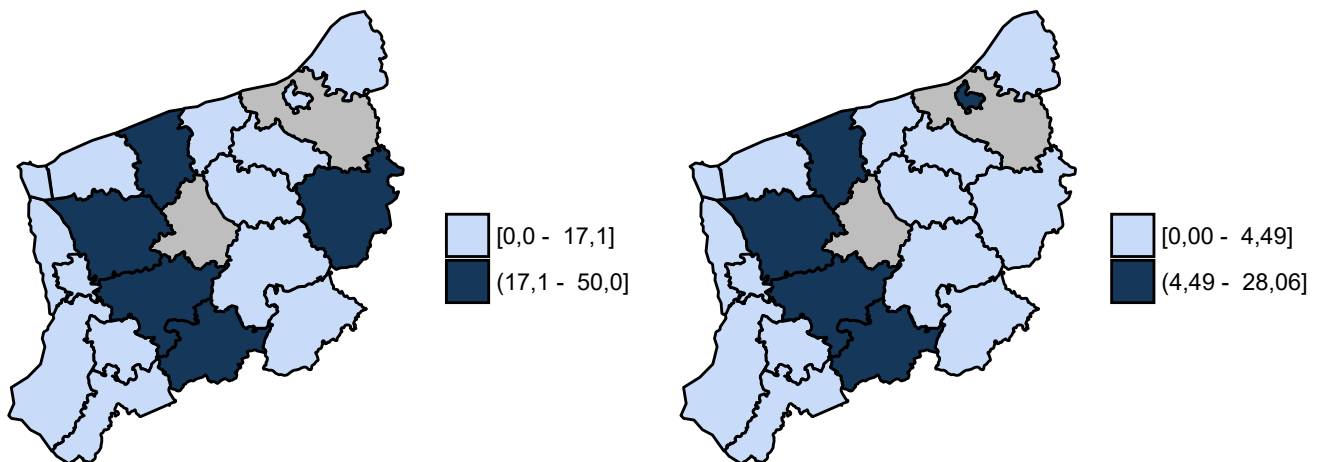 [0,0 -  17,1]
(17,1 -  50,0]
[0,00 -  4,49]
(4,49 -  28,06]